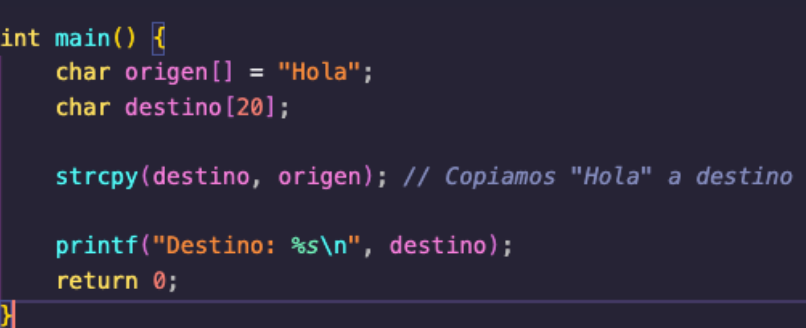 int main() {
    char origen[] = "Hola";
    char destino[20];

    strcpy(destino, origen); // Copiamos "Hola" a destino

    printf("Destino: %s\n", destino);
    return 0;
}